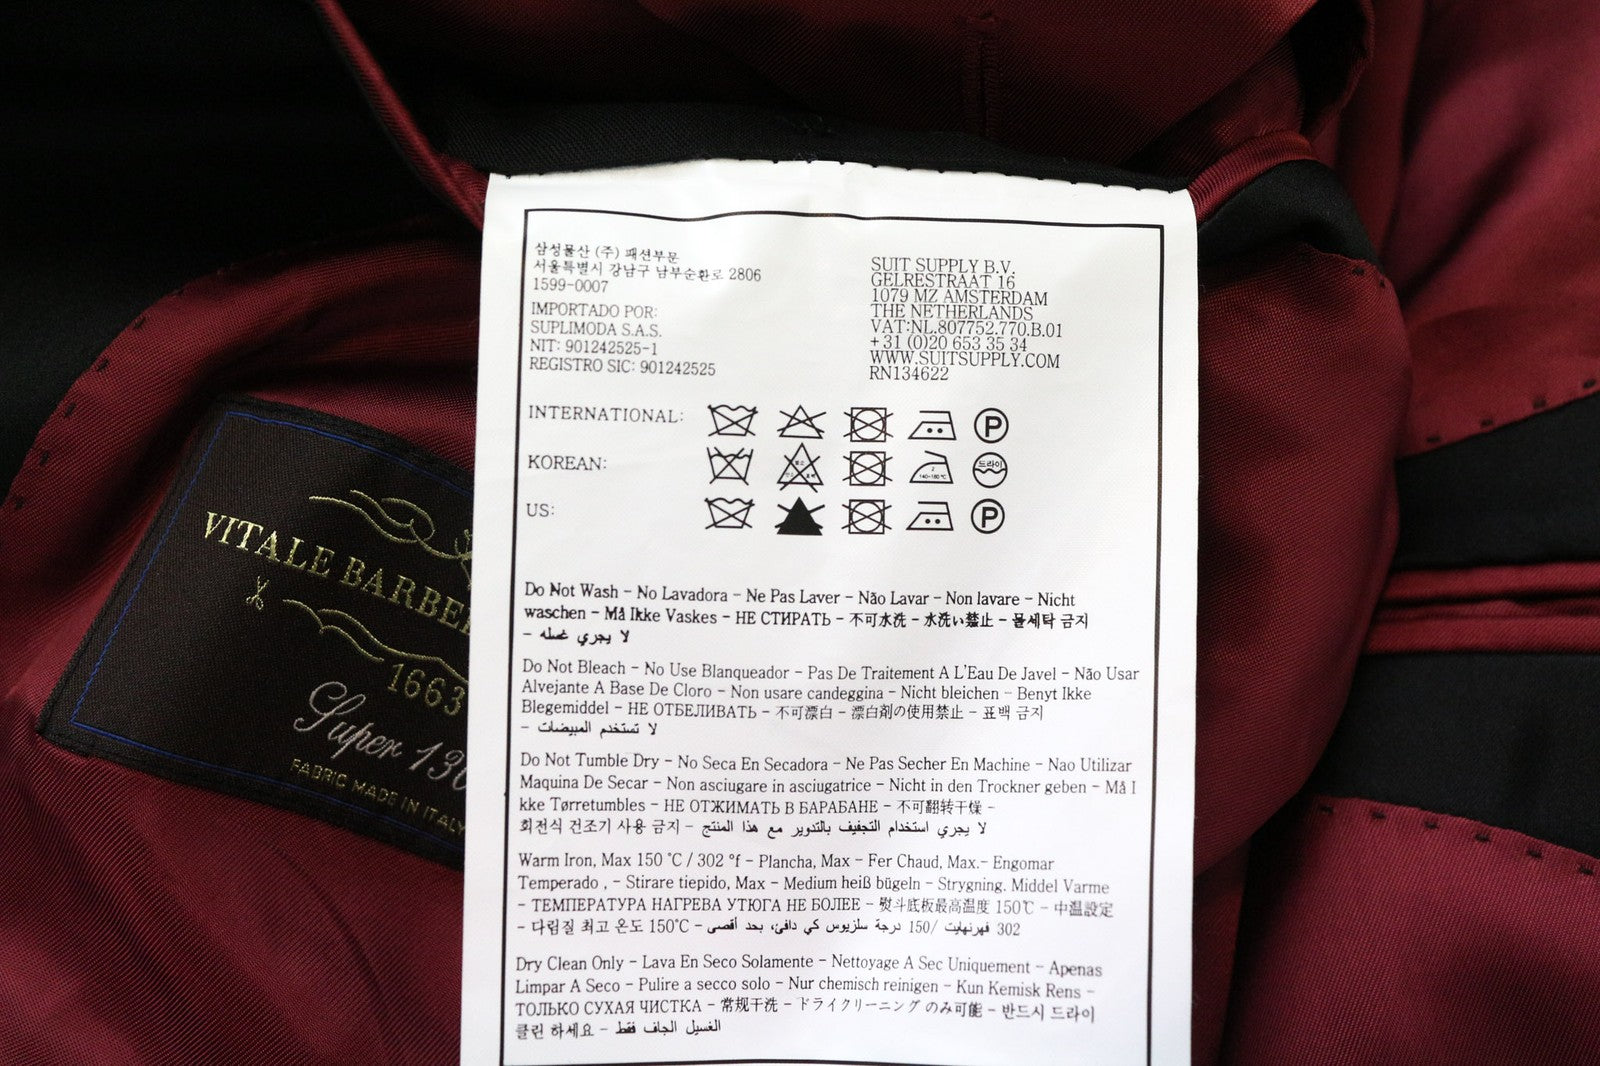 삼성물산 (주) 패션부문
서울특별시 강남구 남부순환로 2806
1599-0007
IMPORTADO POR:
SUPLIMODA S.A.S.
NIT: 901242525-1
REGISTRO SIC: 901242525
SUIT SUPPLY B.V.
GELRESTRAAT 16
1079 MZ AMSTERDAM
THE NETHERLANDS
VAT:NL.807752.770.B.01
+31 (0)20 653 35 34
WWW.SUITSUPPLY.COM
RN134622
INTERNATIONAL:
P
KOREAN:
2
140~160 ℃
드라이
US:
P
Do Not Wash - No Lavadora - Ne Pas Laver - Não Lavar - Non lavare - Nicht
waschen - Må Ikke Vaskes - НЕ СТИРАТЬ - 不可水洗 - 水洗い禁止 - 물세탁 금지
- لا يجري غسله
Do Not Bleach - No Use Blanqueador - Pas De Traitement A L'Eau De Javel - Não Usar
Alvejante A Base De Cloro - Non usare candeggina - Nicht bleichen - Benyt Ikke
Blegemiddel - НЕ ОТБЕЛИВАТЬ - 不可漂白 - 漂白剤の使用禁止 - 표백 금지
- لا تستخدم المبيضات
Do Not Tumble Dry - No Seca En Secadora - Ne Pas Secher En Machine - Nao Utilizar
Maquina De Secar - Non asciugare in asciugatrice - Nicht in den Trockner geben - Må I
kke Tørretumbles - НЕ ОТЖИМАТЬ В БАРАБАНЕ - 不可翻转干燥 -
회전식 건조기 사용 금지 - لا يجري استخدام التجفيف بالتدوير مع هذا المنتج
Warm Iron, Max 150 °C / 302 °f - Plancha, Max - Fer Chaud, Max.- Engomar
Temperado , - Stirare tiepido, Max - Medium heiß bügeln - Strygning. Middel Varme
- ТЕМПЕРАТУРА НАГРЕВА УТЮГА НЕ БОЛЕЕ - 熨斗底板最高温度 150℃ - 中温設定
- 다림질 최고 온도 150℃ - 302 فهرنهايت /150 درجة سلزيوس كي دافئ، بحد أقصى
Dry Clean Only - Lava En Seco Solamente - Nettoyage A Sec Uniquement - Apenas
Limpar A Seco - Pulire a secco solo - Nur chemisch reinigen - Kun Kemisk Rens -
ТОЛЬКО СУХАЯ ЧИСТКА - 常规干洗 - ドライクリーニング のみ可能 - 반드시 드라이
클린 하세요 - الغسيل الجاف فقط
VITALE BARBE
1663
Super 130
FABRIC MADE IN ITALY